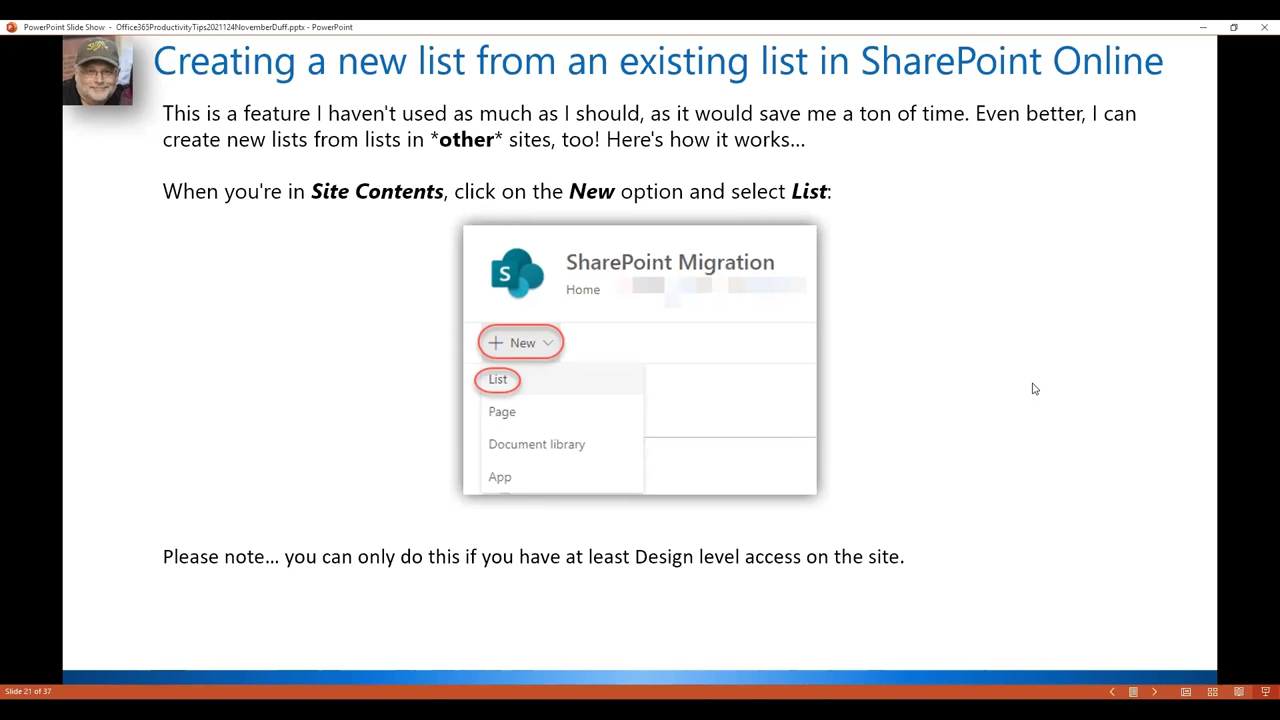 PowerPoint Slide Show - Office365ProductivityTips2021124NovemberDuff.pptx - PowerPoint
Creating a new list from an existing list in SharePoint Online
This is a feature I haven't used as much as I should, as it would save me a ton of time. Even better, I can
create new lists from lists in *other* sites, too! Here's how it works...
When you're in Site Contents, click on the New option and select List:
S
SharePoint Migration
Home
New
List
Page
Document library
App
Please note... you can only do this if you have at least Design level access on the site.
Slide 21 of 37